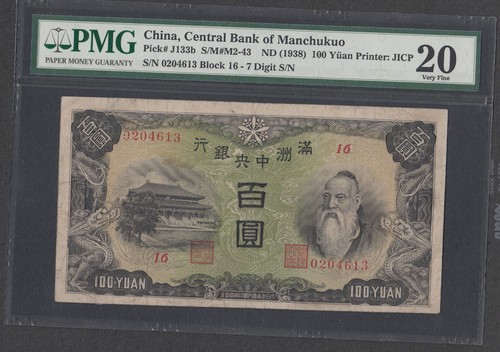 PMG
PAPER MONEY GUARANTY
China, Central Bank of Manchukuo
Pick# J133b S/M#M2-43 ND (1938) 100 Yüan Printer: JICP
S/N 0204613 Block 16 - 7 Digit S/N
20
Very Fine
0204613
16
行銀央中洲滿
百圓
16
0204613
100 YUAN
100 YUAN